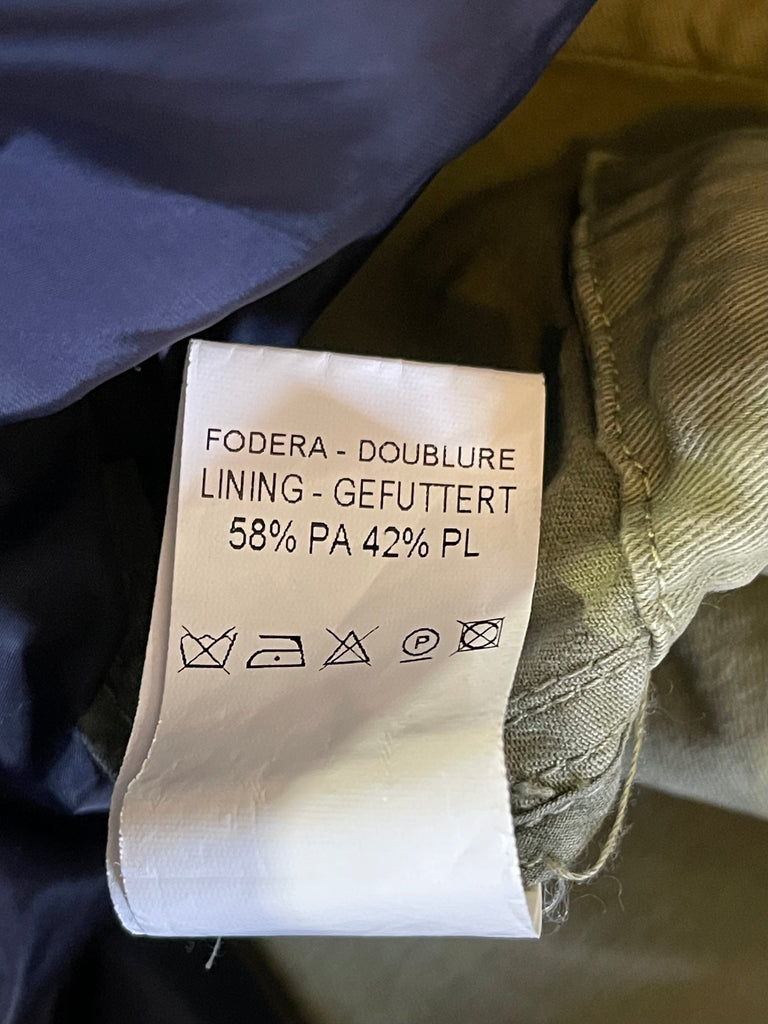 FODERA - DOUBLURE
LINING - GEFUTTERT
58% PA 42% PL
P